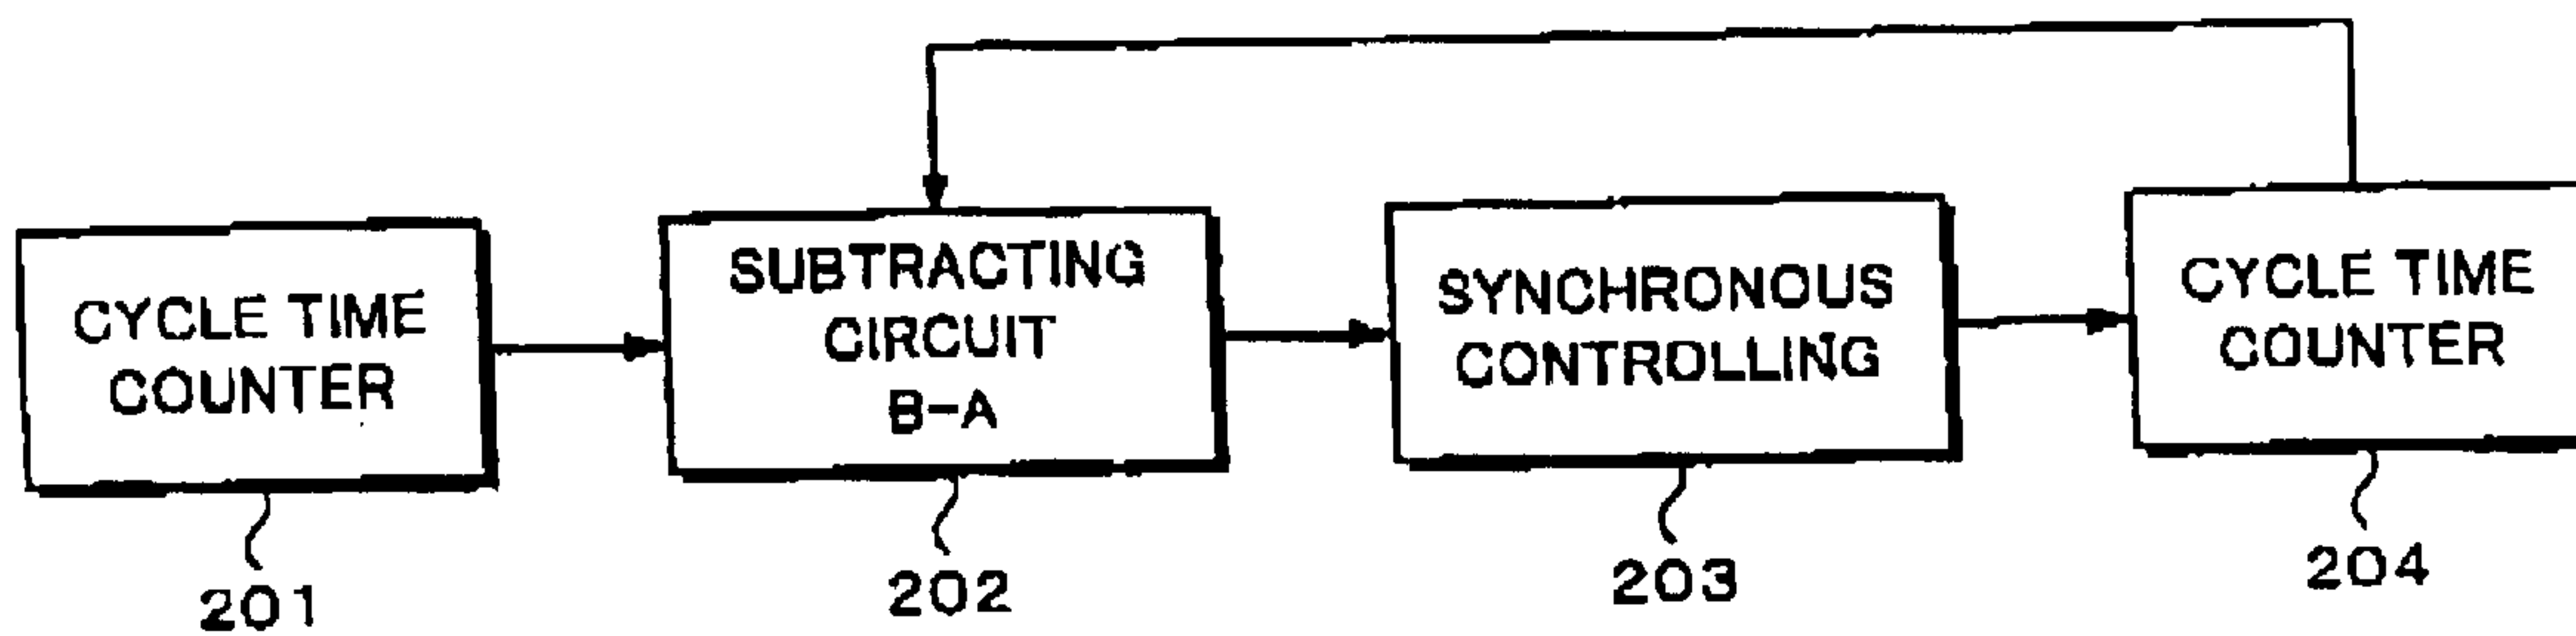 CYCLE TIME
COUNTER
SUBTRACTING
CIRCUIT
B-A
SYNCHRONOUS
CONTROLLING
CYCLE TIME
COUNTER
201
202
203
204